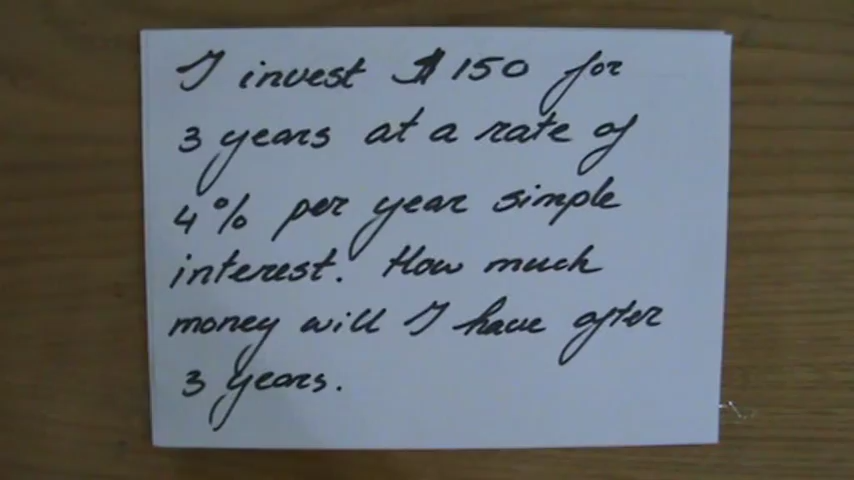 I invest $150 for
3 years at a rate of
4% per year simple
interest. How much
money will I have after
3 years.